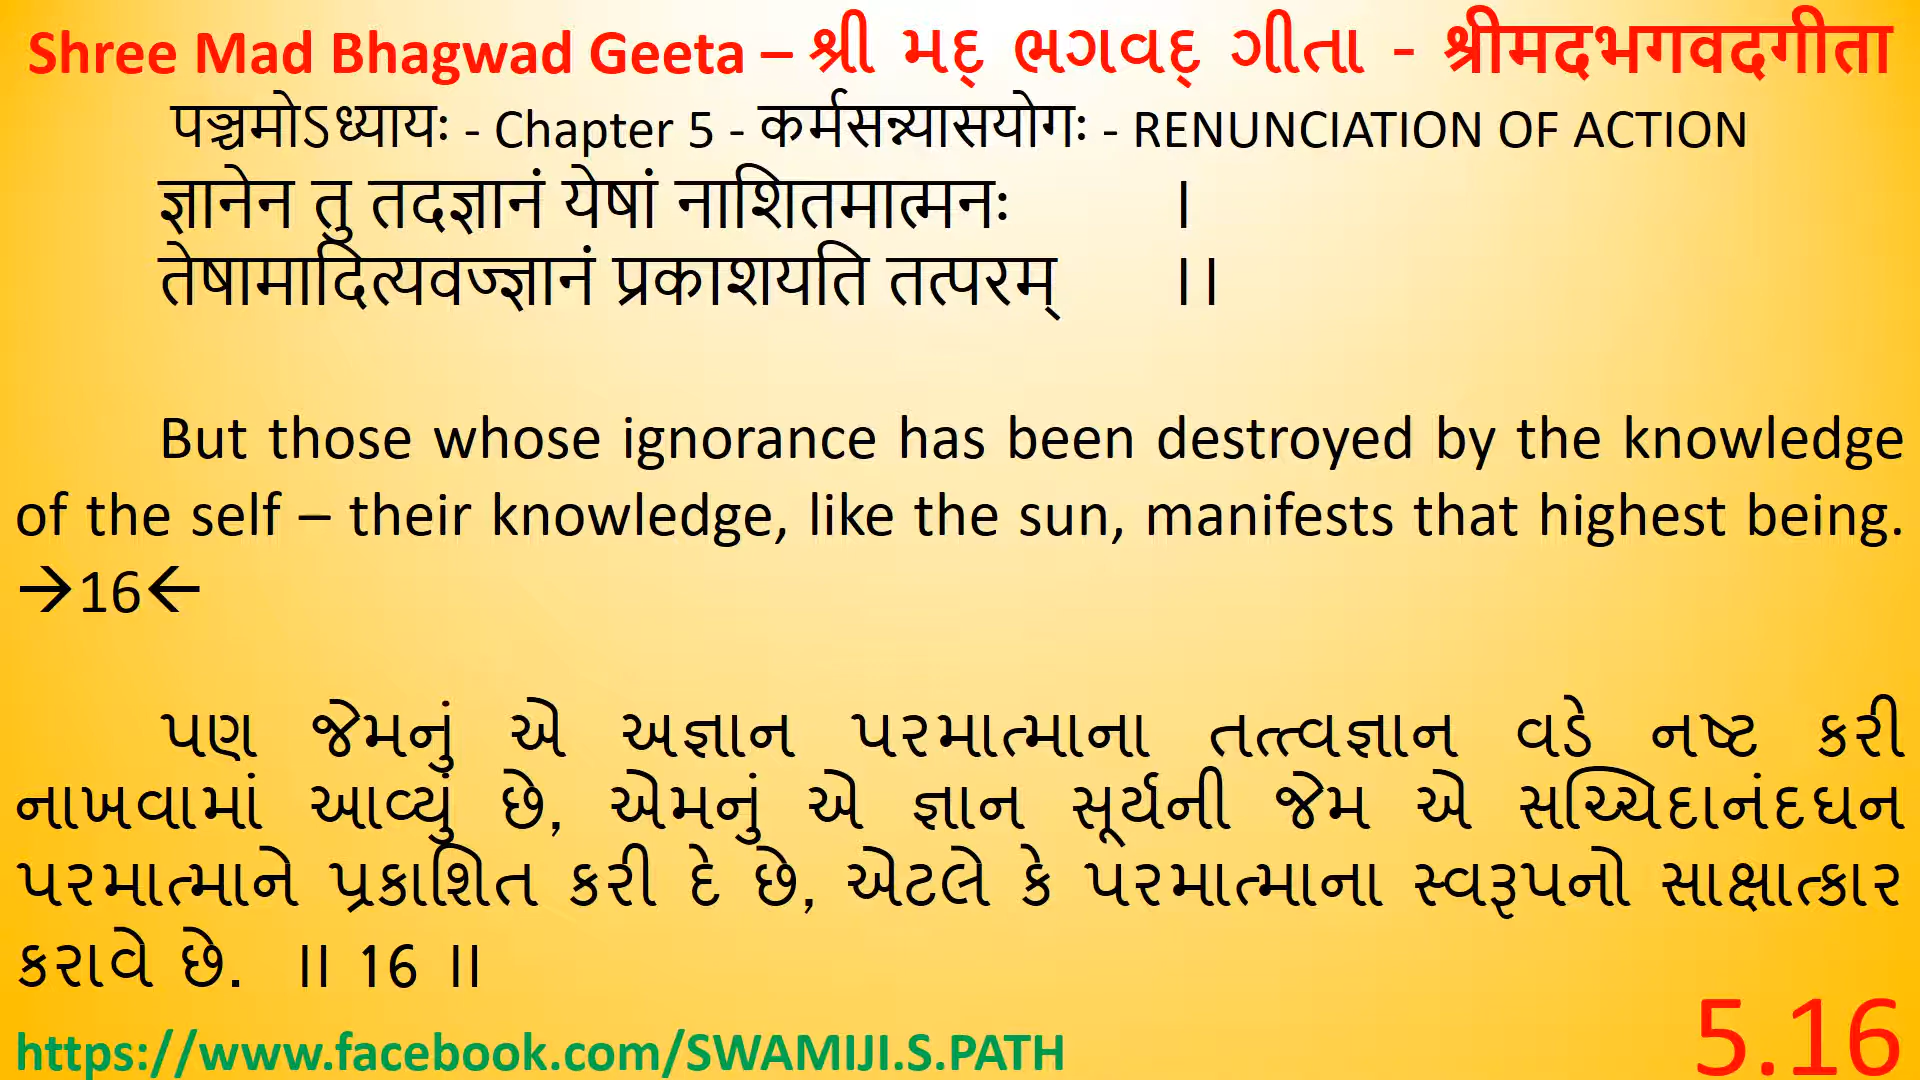 Shree Mad Bhagwad Geeta – શ્રી મદ્ ભગવદ્ ગીતા - श्रीमदभगवदगीता
पञ्चमोऽध्यायः - Chapter 5 - कर्मसन्न्यासयोगः - RENUNCIATION OF ACTION
ज्ञानेन तु तदज्ञानं येषां नाशितमात्मनः ।
तेषामादित्यवज्ज्ञानं प्रकाशयति तत्परम् ।।
But those whose ignorance has been destroyed by the knowledge
of the self – their knowledge, like the sun, manifests that highest being.
→16←
પણ જેમનું એ અજ્ઞાન પરમાત્માના તત્ત્વજ્ઞાન વડે નષ્ટ કરી
નાખવામાં આવ્યું છે, એમનું એ જ્ઞાન સૂર્યની જેમ એ સચ્ચિદાનંદઘન
પરમાત્માને પ્રકાશિત કરી દે છે, એટલે કે પરમાત્માના સ્વરૂપનો સાક્ષાત્કાર
કરાવે છે. ॥ 16 ॥
https://www.facebook.com/SWAMIJI.S.PATH
5.16